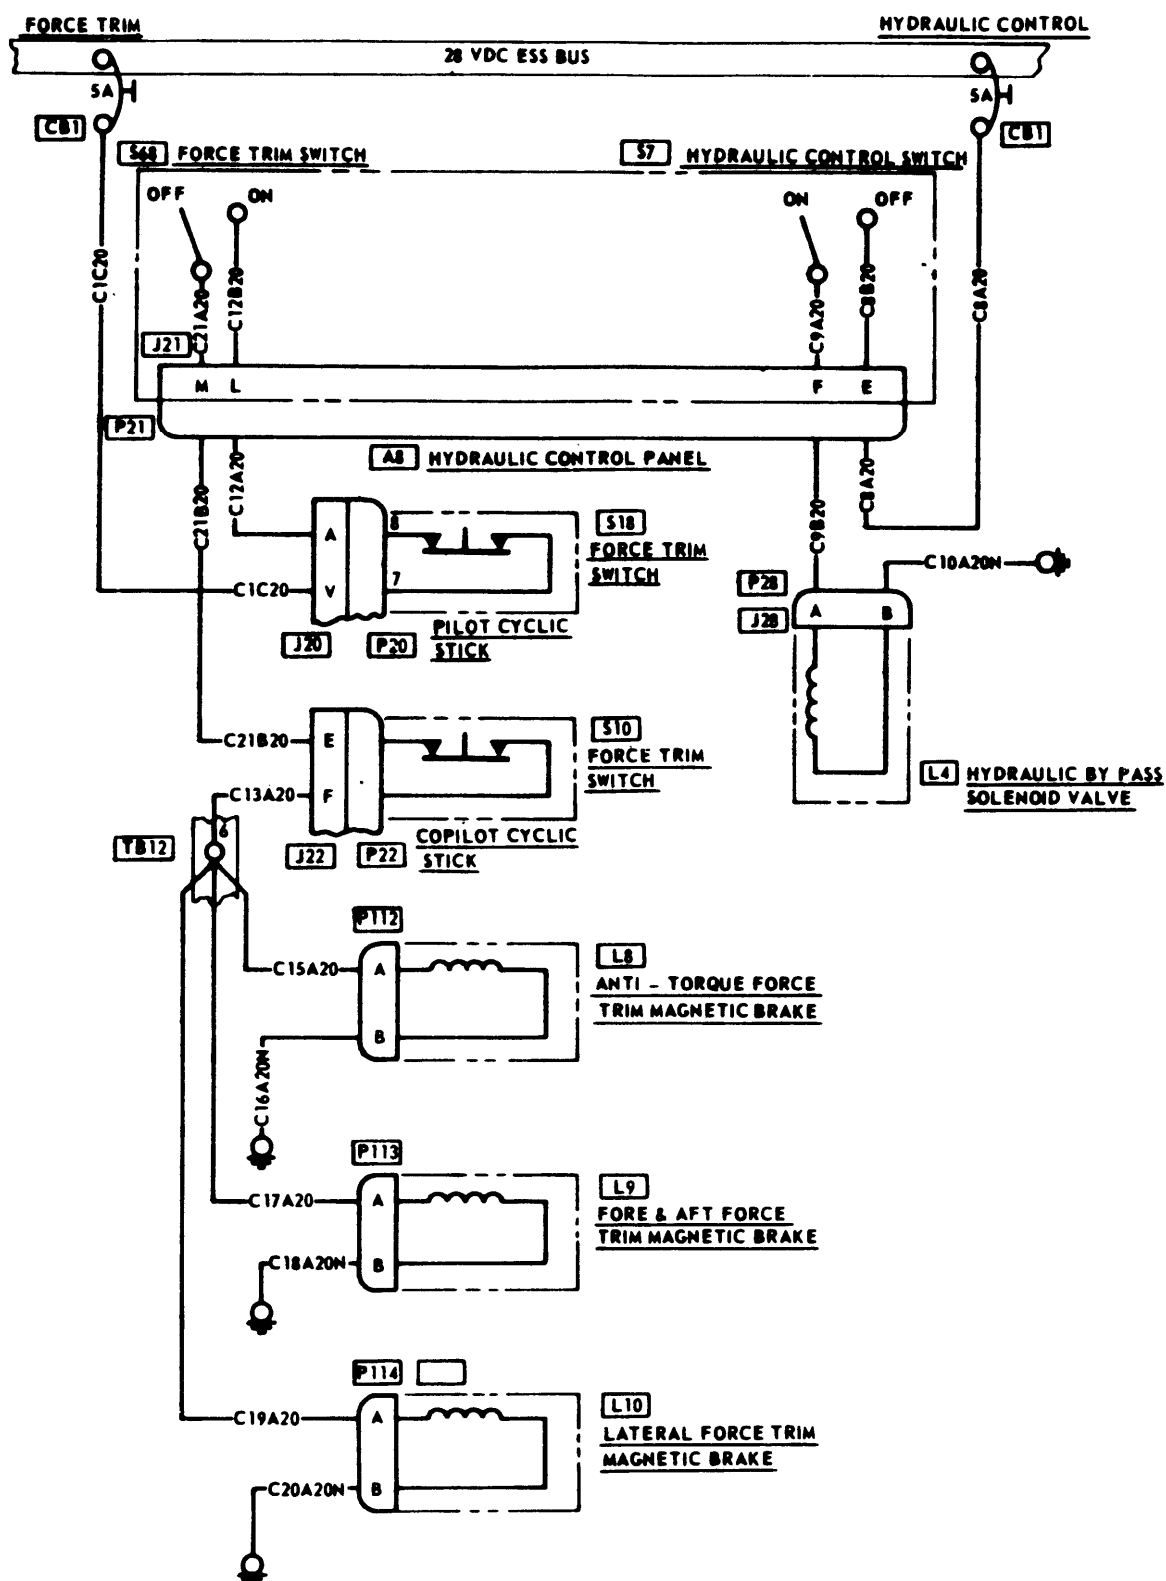 FORCE TRIM
HYDRAULIC CONTROL
28 VDC ESS BUS
5A
5A
CB1
CB1
S68 FORCE TRIM SWITCH
S7 HYDRAULIC CONTROL SWITCH
OFF
ON
ON
OFF
C1C20
C21A20
C12B20
C9A20
C8B20
C8A20
J21
M L
F E
P21
A8 HYDRAULIC CONTROL PANEL
C21B20
C12A20
C9B20
C8A20
A
8
S18
FORCE TRIM
SWITCH
C1C20
V
7
J20
P20
PILOT CYCLIC
STICK
C10A20N
P28
J28
A
B
C21B20
E
S10
FORCE TRIM
SWITCH
C13A20
F
L4 HYDRAULIC BY PASS
SOLENOID VALVE
TB12
6
J22
P22
COPILOT CYCLIC
STICK
P112
L8
ANTI - TORQUE FORCE
TRIM MAGNETIC BRAKE
C15A20
A
B
C16A20N
P113
L9
FORE & AFT FORCE
TRIM MAGNETIC BRAKE
C17A20
A
C18A20N
B
P114
L10
LATERAL FORCE TRIM
MAGNETIC BRAKE
C19A20
A
C20A20N
B